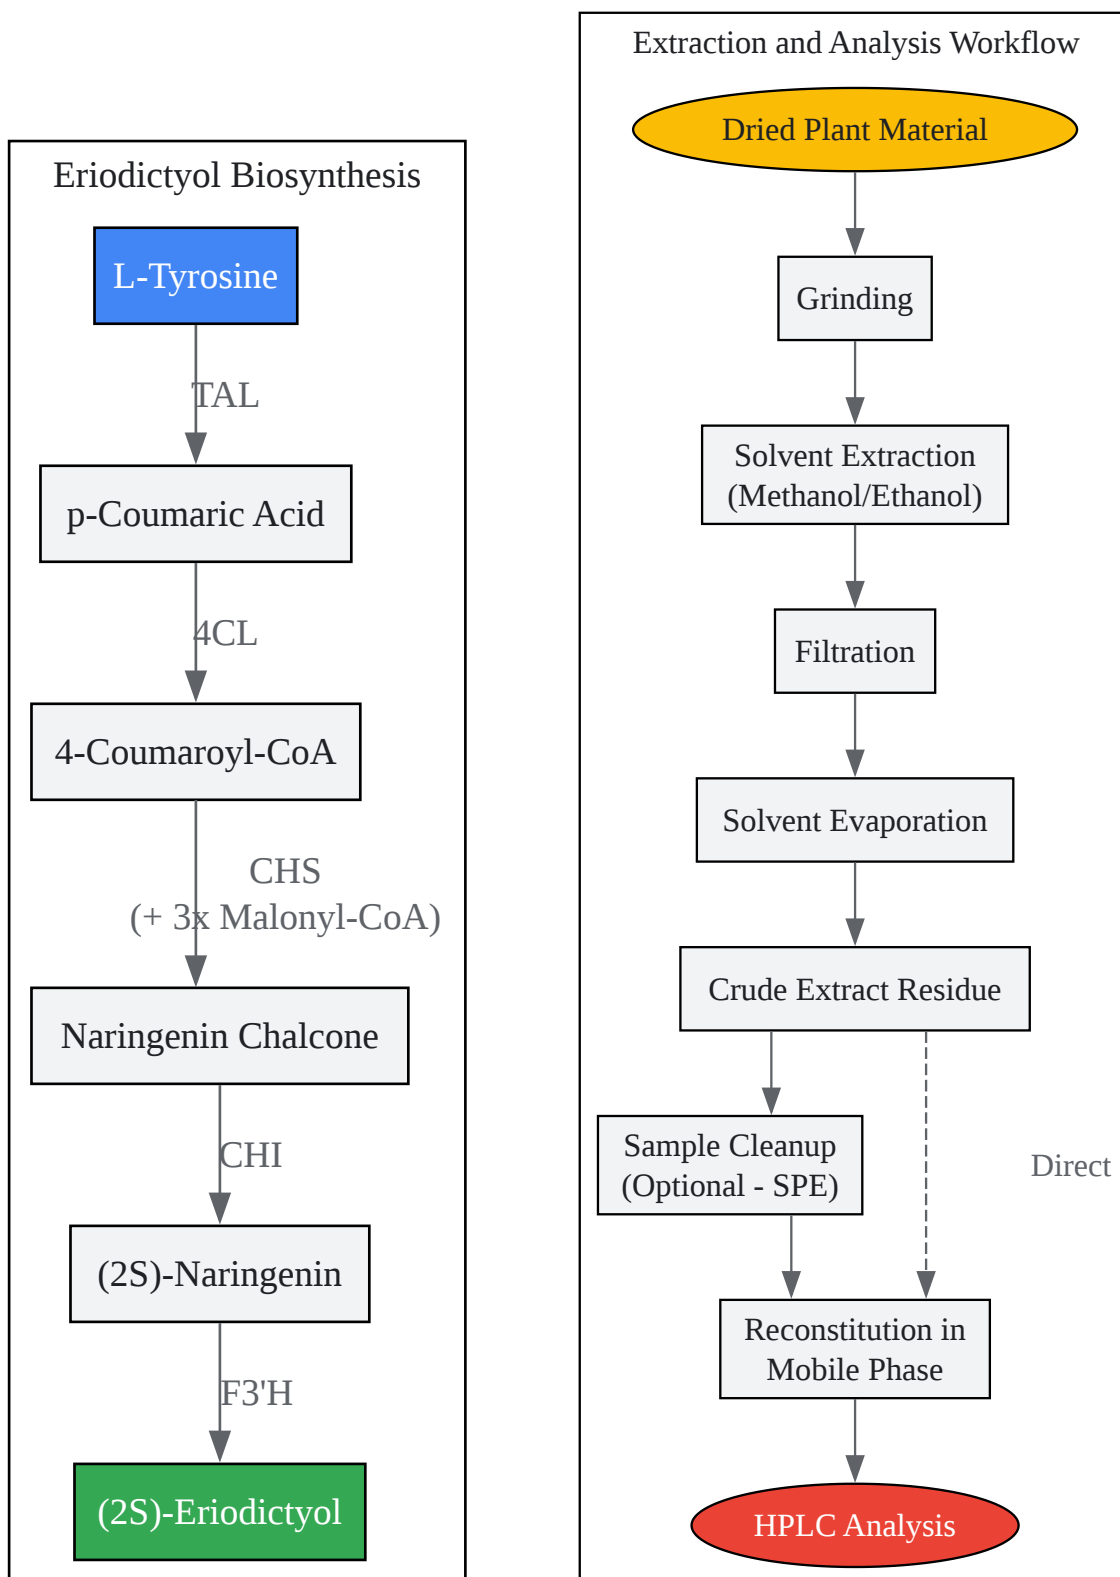 Eriodictyol Biosynthesis
L-Tyrosine
TAL
p-Coumaric Acid
4CL
4-Coumaroyl-CoA
CHS
(+ 3x Malonyl-CoA)
Naringenin Chalcone
CHI
(2S)-Naringenin
F3'H
(2S)-Eriodictyol
Extraction and Analysis Workflow
Dried Plant Material
Grinding
Solvent Extraction
(Methanol/Ethanol)
Filtration
Solvent Evaporation
Crude Extract Residue
Sample Cleanup
(Optional - SPE)
Direct
Reconstitution in
Mobile Phase
HPLC Analysis